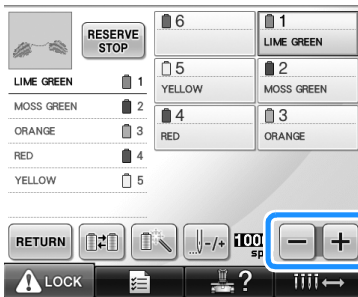 RESERVE
STOP
LIME GREEN 1
MOSS GREEN 2
ORANGE 3
RED 4
YELLOW 5
6
1
LIME GREEN
5
YELLOW
2
MOSS GREEN
4
RED
3
ORANGE
RETURN
-/+
− +
LOCK
?